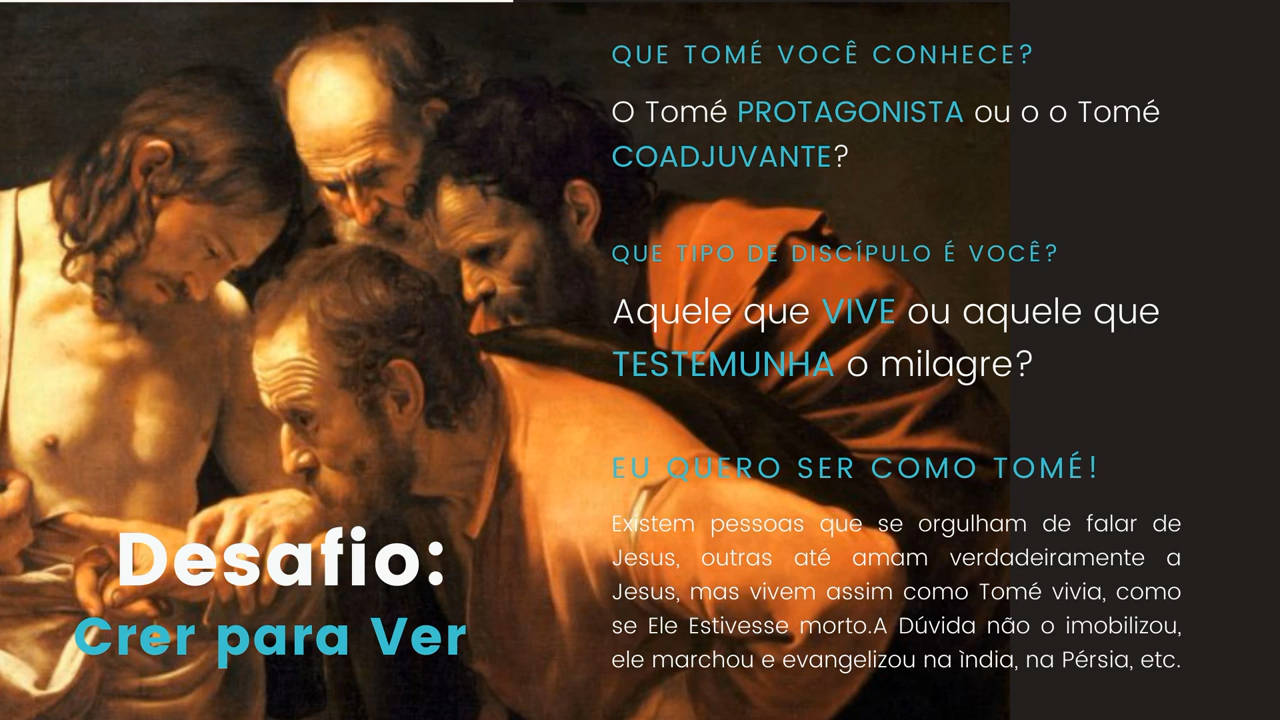 QUE TOMÉ VOCÊ CONHECE?
O Tomé PROTAGONISTA ou o o Tomé
COADJUVANTE?
QUE TIPO DE DISCÍPULO É VOCÊ?
Aquele que VIVE ou aquele que
TESTEMUNHA o milagre?
EU QUERO SER COMO TOMÉ!
Existem pessoas que se orgulham de falar de
Jesus, outras até amam verdadeiramente a
Jesus, mas vivem assim como Tomé vivia, como
se Ele Estivesse morto.A Dúvida não o imobilizou,
ele marchou e evangelizou na ìndia, na Pérsia, etc.
Desafio:
Crer para Ver